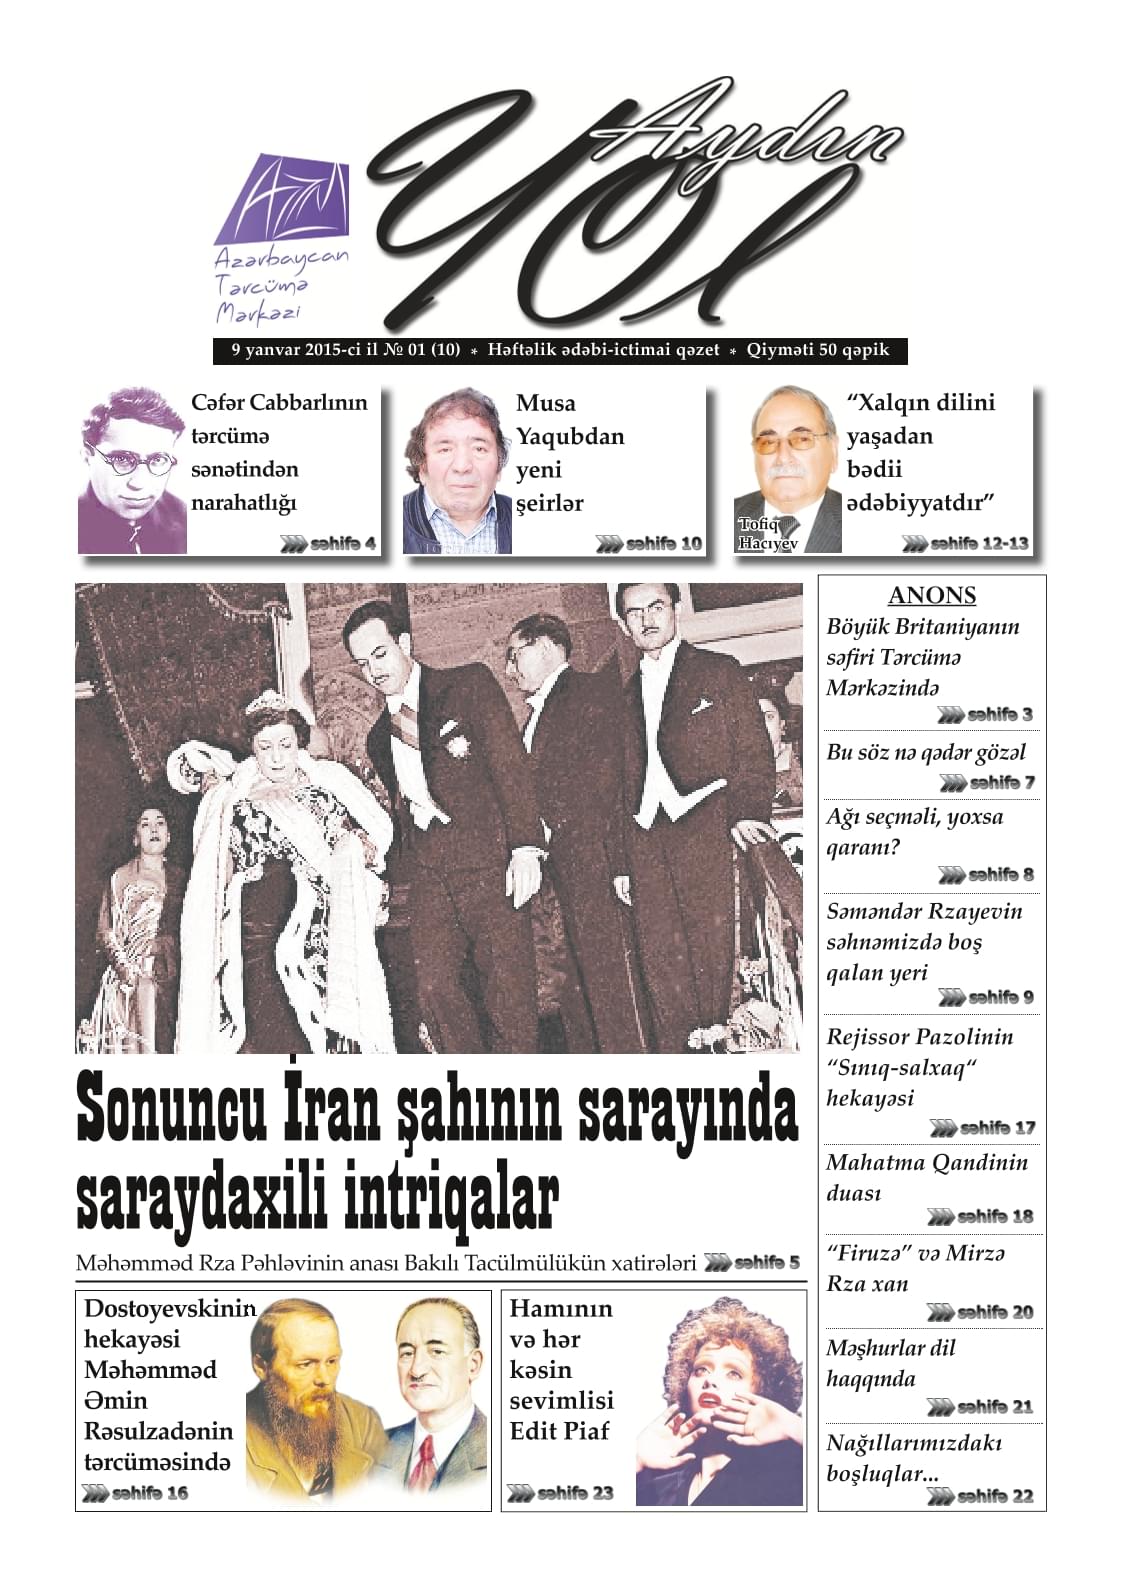 Aydın
Yol
AZTM
Azərbaycan
Tərcümə
Mərkəzi
9 yanvar 2015-ci il № 01 (10) * Həftəlik ədəbi-ictimai qəzet * Qiyməti 50 qəpik
Cəfər Cabbarlının
tərcümə
sənətindən
narahatlığı
səhifə 4
Musa
Yaqubdan
yeni
şeirlər
səhifə 10
“Xalqın dilini
yaşadan
bədii
ədəbiyyatdır”
Tofiq
Hacıyev
səhifə 12-13
Sonuncu İran şahının sarayında
saraydaxili intriqalar
Məhəmməd Rza Pəhləvinin anası Bakılı Tacülmülükün xatirələri səhifə 5
Dostoyevskinin
hekayəsi
Məhəmməd
Əmin
Rəsulzadənin
tərcüməsində
səhifə 16
Hamının
və hər
kəsin
sevimlisi
Edit Piaf
səhifə 23
ANONS
Böyük Britaniyanın
səfiri Tərcümə
Mərkəzində
səhifə 3
Bu söz nə qədər gözəl
səhifə 7
Ağı seçməli, yoxsa
qaranı?
səhifə 8
Səməndər Rzayevin
səhnəmizdə boş
qalan yeri
səhifə 9
Rejissor Pazolinin
“Sınıq-salxaq“
hekayəsi
səhifə 17
Mahatma Qandinin
duası
səhifə 18
“Firuzə” və Mirzə
Rza xan
səhifə 20
Məşhurlar dil
haqqında
səhifə 21
Nağıllarımızdakı
boşluqlar...
səhifə 22